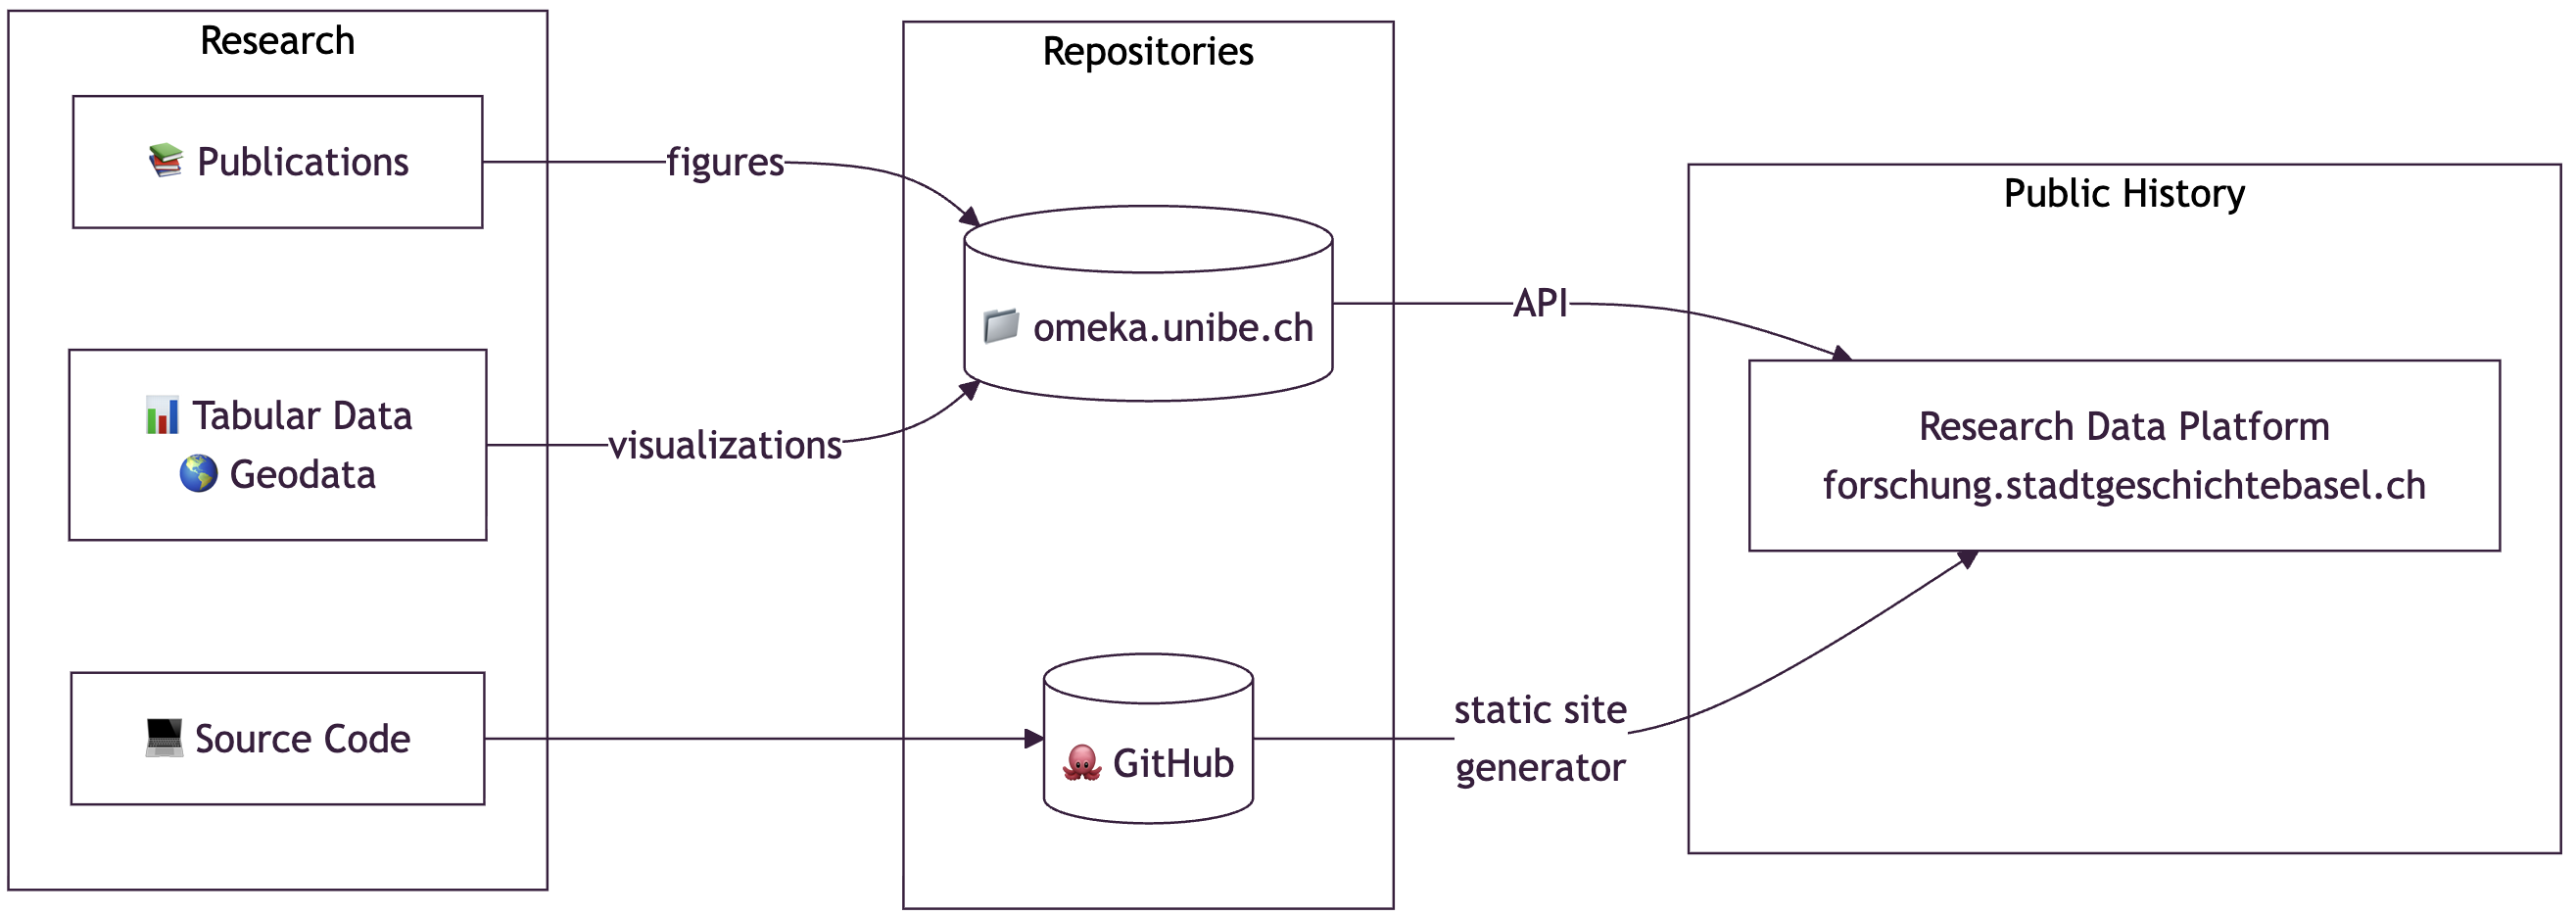 Research
Publications
Tabular Data
Geodata
Source Code
figures
visualizations
Repositories
omeka.unibe.ch
GitHub
API
static site
generator
Public History
Research Data Platform
forschung.stadtgeschichtebasel.ch